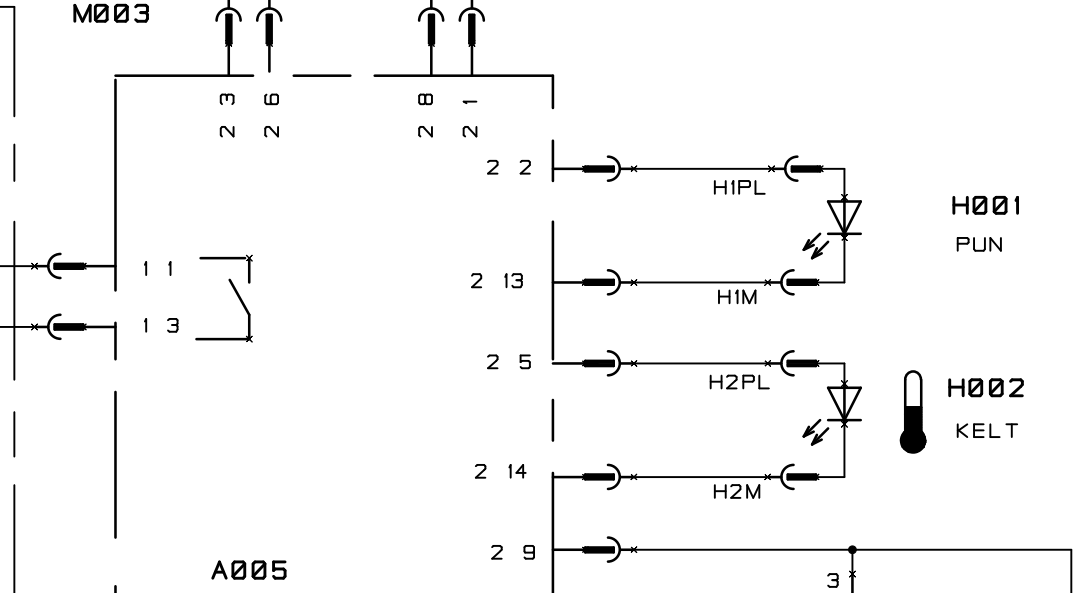 M003
2 3
2 6
2 8
2 1
2 2
H1PL
H001
PUN
1 1
2 13
H1M
1 3
2 5
H2PL
H002
KELT
2 14
H2M
2 9
A005
3